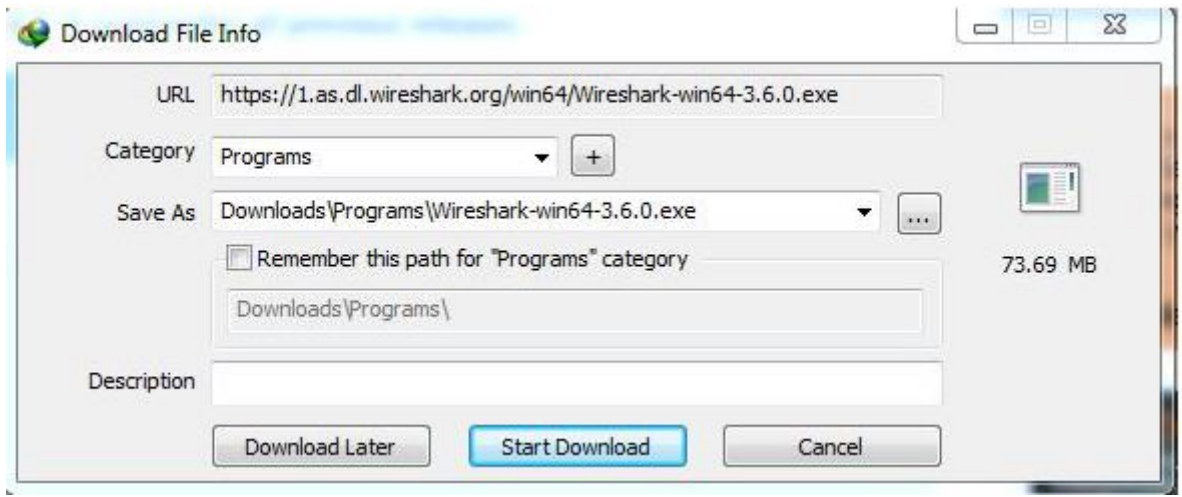 Download File Info
URL https://1.as.dl.wireshark.org/win64/Wireshark-win64-3.6.0.exe
Category Programs +
Save As Downloads\Programs\Wireshark-win64-3.6.0.exe ...
Remember this path for "Programs" category
73.69 MB
Downloads\Programs\
Description
Download Later Start Download Cancel